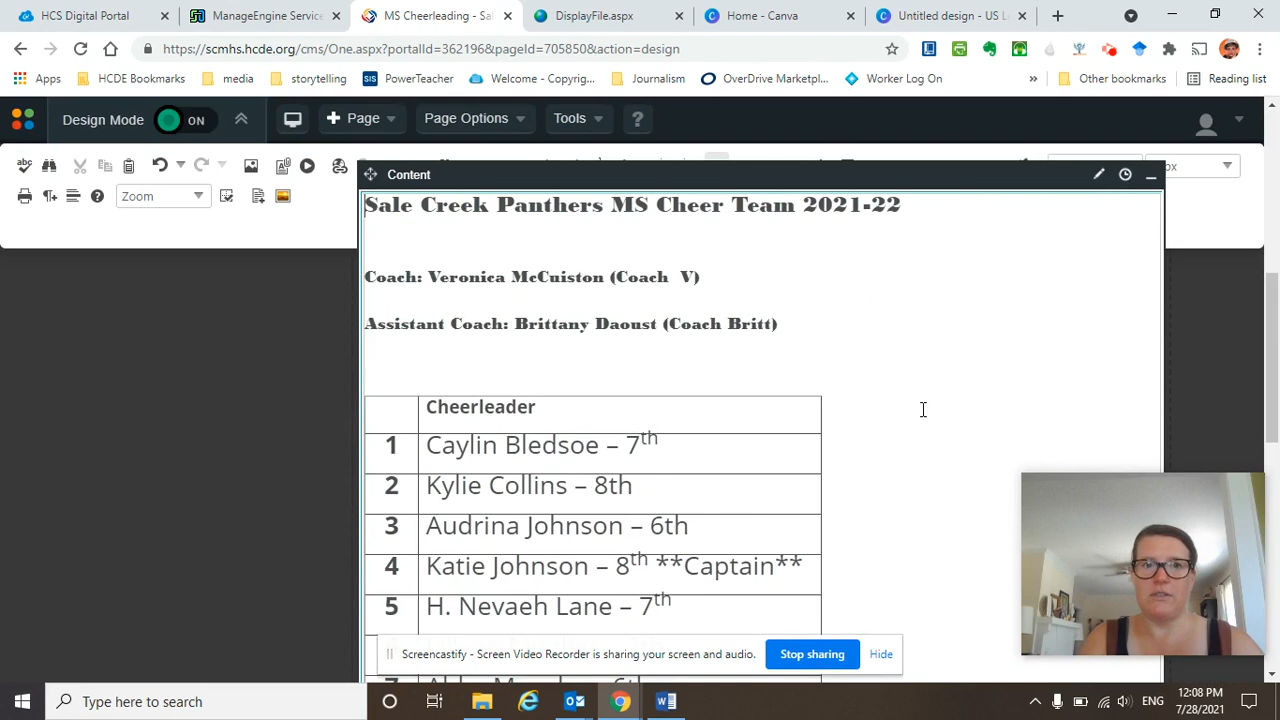 HCS Digital Portal
ManageEngine Service
MS Cheerleading - Sal
DisplayFile.aspx
Home - Canva
Untitled design - US L
https://scmhs.hcde.org/cms/One.aspx?portalId=362196&pageId=705850&action=design
Apps
HCDE Bookmarks
media
storytelling
SIS
PowerTeacher
Welcome - Copyrig...
Journalism
OverDrive Marketpl...
Worker Log On
»
Other bookmarks
Reading list
Design Mode
ON
+ Page
Page Options
Tools
?
Zoom
px
Content
Sale Creek Panthers MS Cheer Team 2021-22
Coach: Veronica McCuiston (Coach V)
Assistant Coach: Brittany Daoust (Coach Britt)
Cheerleader
1 Caylin Bledsoe – 7th
2 Kylie Collins – 8th
3 Audrina Johnson – 6th
4 Katie Johnson – 8th **Captain**
5 H. Nevaeh Lane – 7th
Screencastify - Screen Video Recorder is sharing your screen and audio.
Stop sharing
Hide
Type here to search
ENG
12:08 PM
7/28/2021